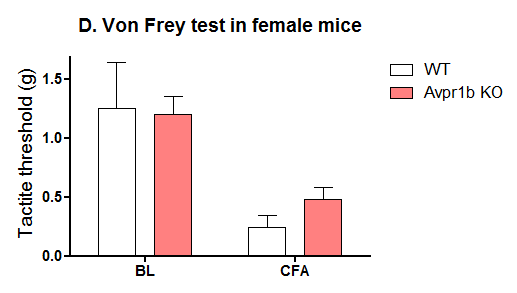 D. Von Frey test in female mice
Tactite threshold (g)
1.5
1.0
0.5
0.0
BL
CFA
WT
Avpr1b KO